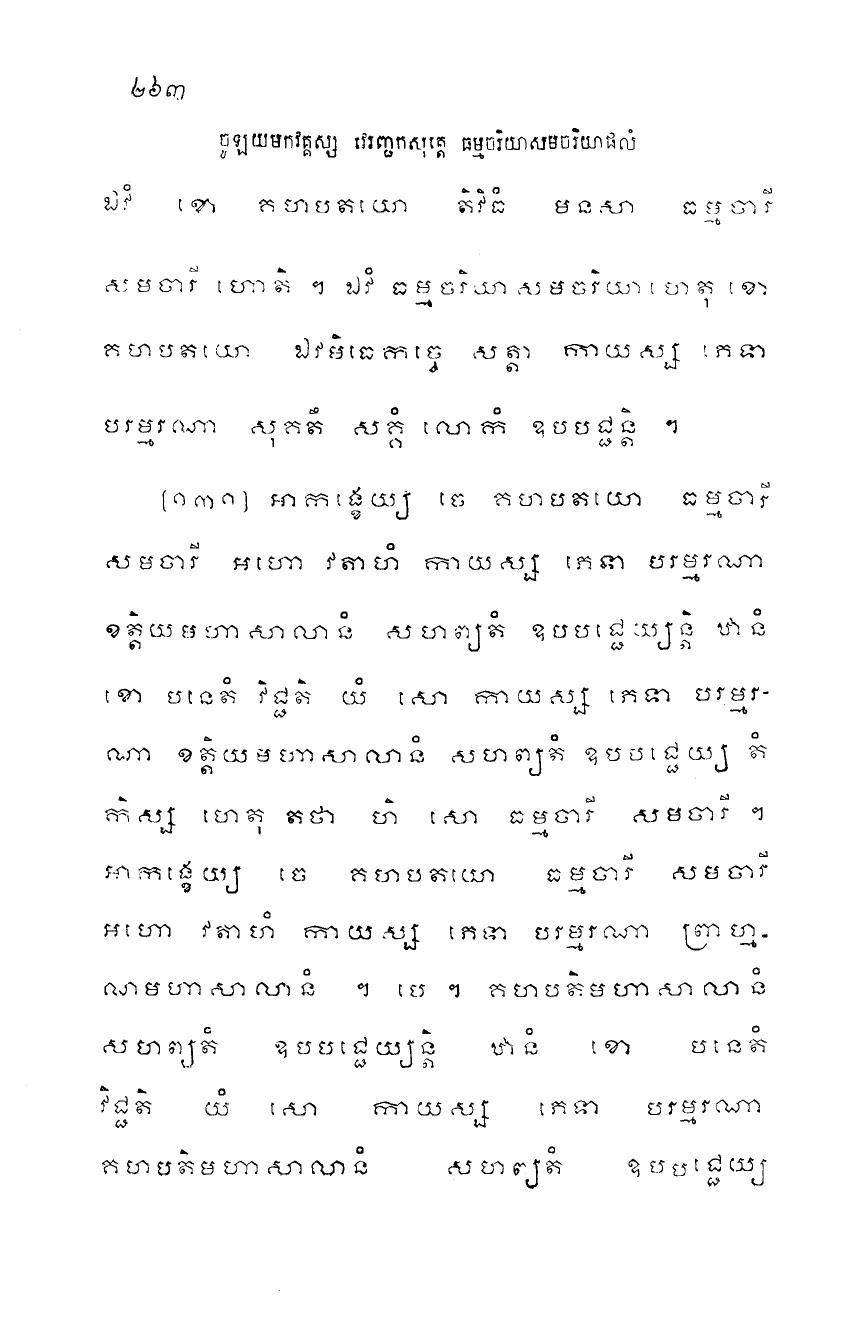 ២៦៣
ចូឡយមកវគ្គស្ស វេរញ្ជកសុត្តេ ធម្មចរិយាសមចរិយាផលំ
ឯវំ ខោ គហបតយោ តិវិធំ មនសា ធម្មចារី
សមចារី ហោតិ ។ ឯវំ ធម្មចរិយាសមចរិយាហេតុ ខោ
គហបតយោ ឯវមិធេកច្ចេ សត្តា កាយស្ស ភេទា
បរម្មរណា សុគតឹ សគ្គំ លោកំ ឧបបជ្ជន្តិ ។
[១៣១] អាកង្ខេយ្យ ចេ គហបតយោ ធម្មចារី
សមចារី អហោ វតាហំ កាយស្ស ភេទា បរម្មរណា
ខត្តិយមហាសាលានំ សហព្យតំ ឧបបជ្ជេយ្យន្តិ ឋានំ
ខោ បនេតំ វិជ្ជតិ យំ សោ កាយស្ស ភេទា បរម្មរ-
ណា ខត្តិយមហាសាលានំ សហព្យតំ ឧបបជ្ជេយ្យ តំ
កិស្ស ហេតុ តថា ហិ សោ ធម្មចារី សមចារី ។
អាកង្ខេយ្យ ចេ គហបតយោ ធម្មចារី សមចារី
អហោ វតាហំ កាយស្ស ភេទា បរម្មរណា ព្រាហ្ម-
ណមហាសាលានំ ។ បេ ។ គហបតិមហាសាលានំ
សហព្យតំ ឧបបជ្ជេយ្យន្តិ ឋានំ ខោ បនេតំ
វិជ្ជតិ យំ សោ កាយស្ស ភេទា បរម្មរណា
គហបតិមហាសាលានំ សហព្យតំ ឧបបជ្ជេយ្យ